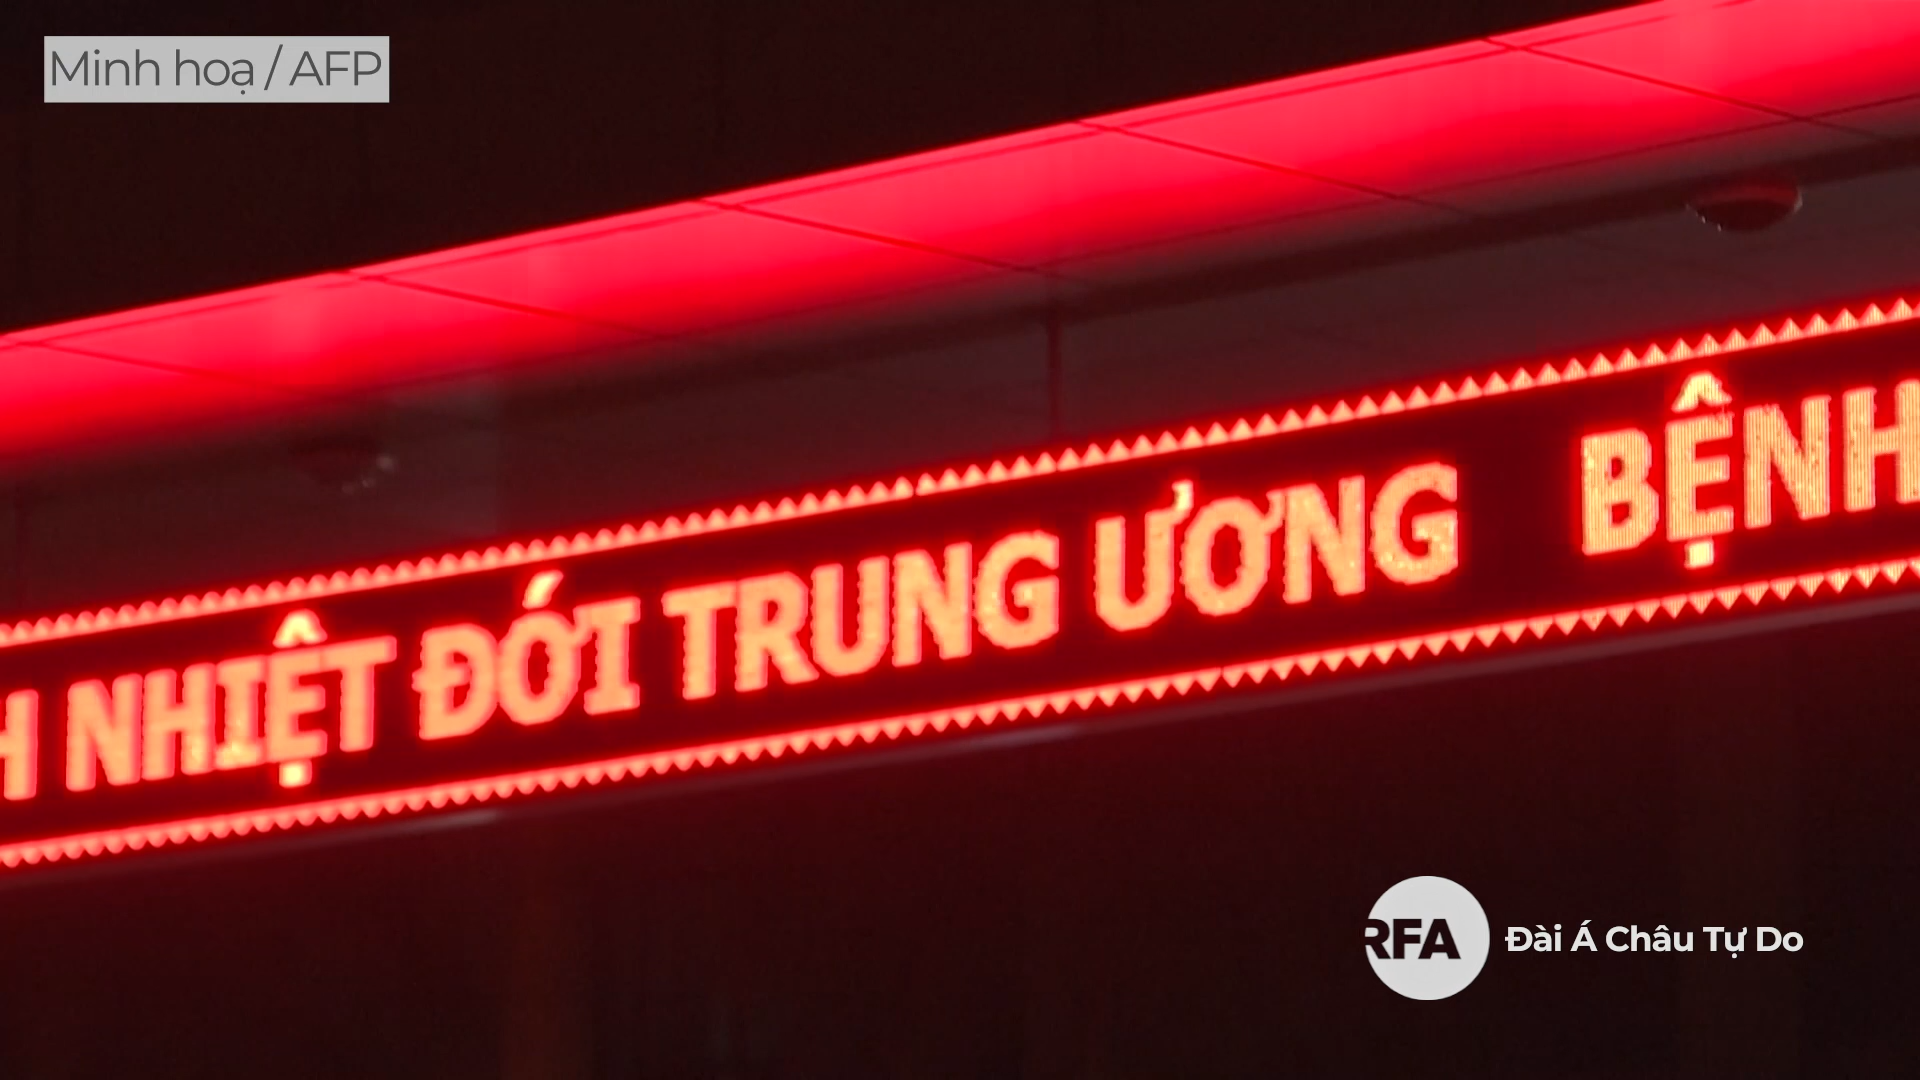 Minh hoạ / AFP
H NHIỆT ĐỚI TRUNG ƯƠNG BỆNH
RFA Đài Á Châu Tự Do